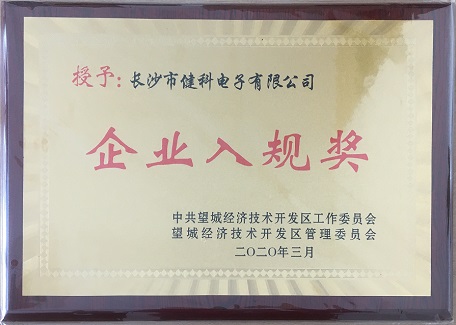 授予：长沙市健科电子有限公司
企业入规奖
中共望城经济技术开发区工作委员会
望城经济技术开发区管理委员会
二〇二〇年三月